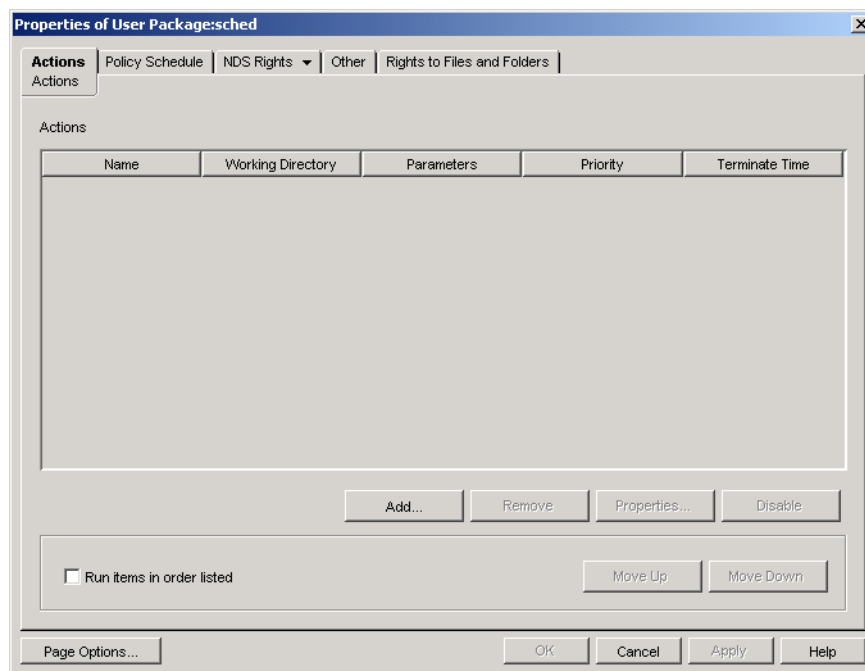 Properties of User Package:sched
Actions Policy Schedule NDS Rights Other Rights to Files and Folders
Actions
Actions
Name Working Directory Parameters Priority Terminate Time
Add... Remove Properties... Disable
Run items in order listed Move Up Move Down
Page Options... OK Cancel Apply Help